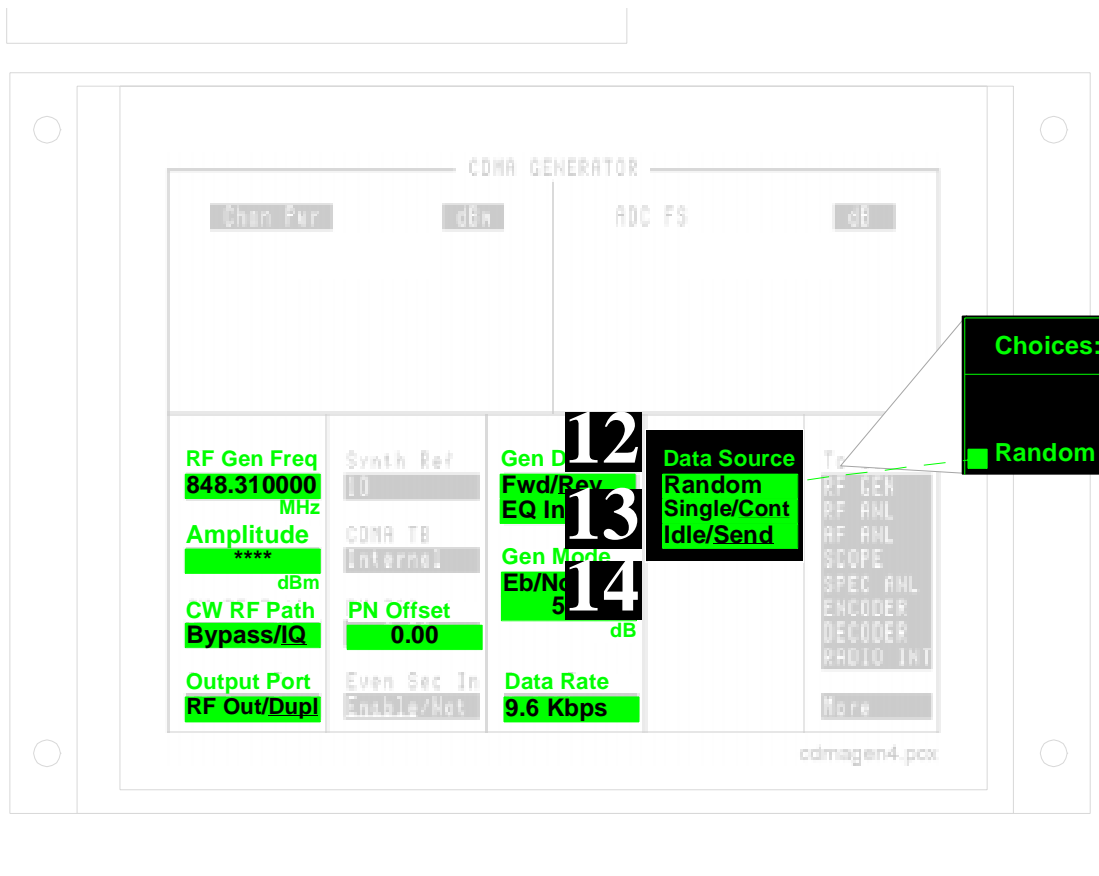 CDMA GENERATOR
Chan Pwr dBm ADC FS dB
Choices:
Random
12
13
14
RF Gen Freq
848.310000
MHz
Amplitude
****
dBm
CW RF Path
Bypass/IQ
Output Port
RF Out/Dupl
Synth Ref
10
CDMA TB
Internal
PN Offset
0.00
Even Sec In
Enable/Not
Gen D
Fwd/Rev
EQ In
Gen Mode
Eb/No
5
dB
Data Rate
9.6 Kbps
Data Source
Random
Single/Cont
Idle/Send
To
RF GEN
RF ANL
AF ANL
SCOPE
SPEC ANL
ENCODER
DECODER
RADIO INT
More
cdmagen4.pcx